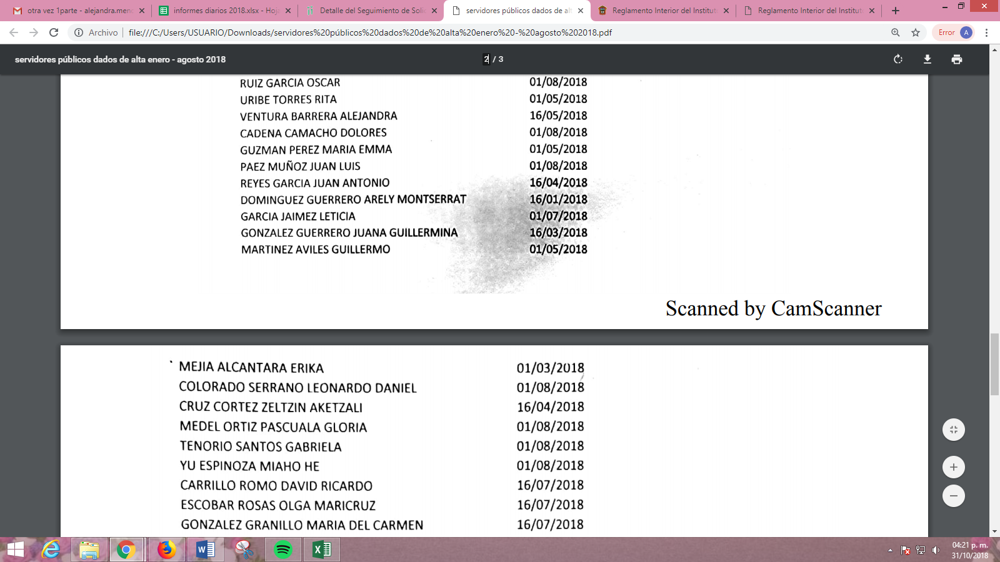 otra vez 1parte - alejandra.men
informes diarios 2018.xlsx - Hoja
Detalle del Seguimiento de Solic
servidores públicos dados de alt
Reglamento Interior del Institut
Reglamento Interior del Institut
Archivo
file:///C:/Users/USUARIO/Downloads/servidores%20públicos%20dados%20de%20alta%20enero%20-%20agosto%202018.pdf
Error A
servidores públicos dados de alta enero - agosto 2018
2 / 3
RUIZ GARCIA OSCAR 01/08/2018
URIBE TORRES RITA 01/05/2018
VENTURA BARRERA ALEJANDRA 16/05/2018
CADENA CAMACHO DOLORES 01/08/2018
GUZMAN PEREZ MARIA EMMA 01/05/2018
PAEZ MUÑOZ JUAN LUIS 01/08/2018
REYES GARCIA JUAN ANTONIO 16/04/2018
DOMINGUEZ GUERRERO ARELY MONTSERRAT 16/01/2018
GARCIA JAIMEZ LETICIA 01/07/2018
GONZALEZ GUERRERO JUANA GUILLERMINA 16/03/2018
MARTINEZ AVILES GUILLERMO 01/05/2018
Scanned by CamScanner
MEJIA ALCANTARA ERIKA 01/03/2018
COLORADO SERRANO LEONARDO DANIEL 01/08/2018
CRUZ CORTEZ ZELTZIN AKETZALI 16/04/2018
MEDEL ORTIZ PASCUALA GLORIA 01/08/2018
TENORIO SANTOS GABRIELA 01/08/2018
YU ESPINOZA MIAHO HE 01/08/2018
CARRILLO ROMO DAVID RICARDO 16/07/2018
ESCOBAR ROSAS OLGA MARICRUZ 16/07/2018
GONZALEZ GRANILLO MARIA DEL CARMEN 16/07/2018
04:21 p. m.
31/10/2018